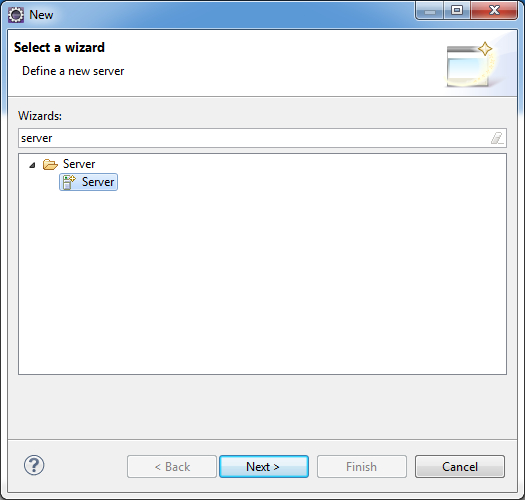 New
Select a wizard
Define a new server
Wizards:
server
Server
Server
?
< Back
Next >
Finish
Cancel